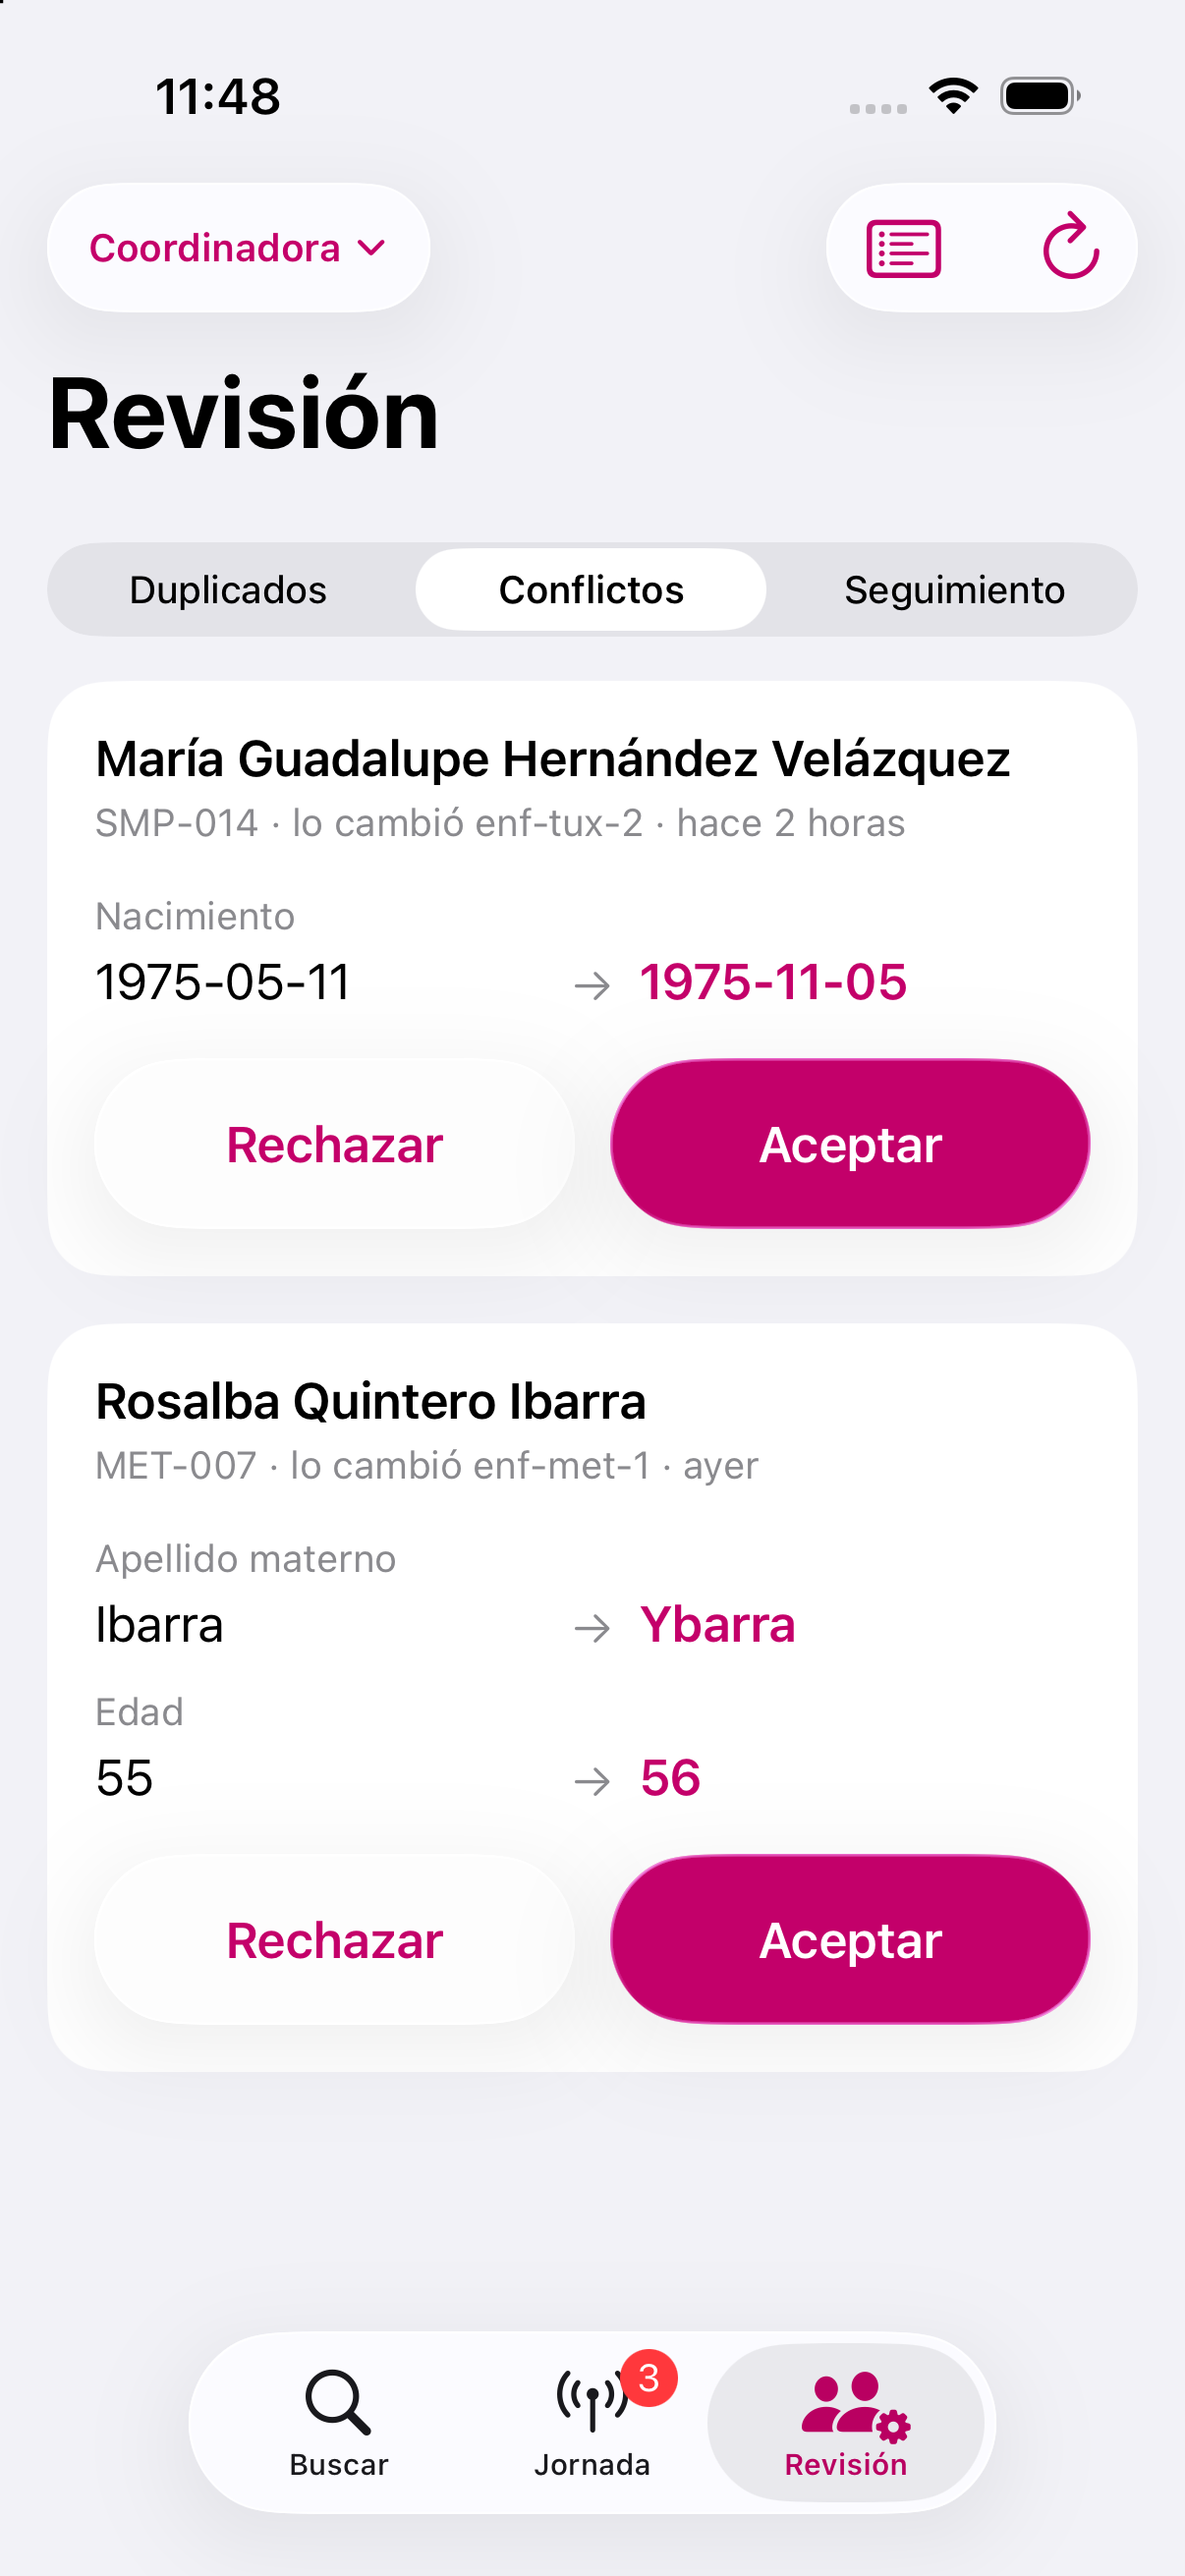 11:48
Coordinadora
Revisión
Duplicados Conflictos Seguimiento
María Guadalupe Hernández Velázquez
SMP-014 · lo cambió enf-tux-2 · hace 2 horas
Nacimiento
1975-05-11 → 1975-11-05
Rechazar Aceptar
Rosalba Quintero Ibarra
MET-007 · lo cambió enf-met-1 · ayer
Apellido materno
Ibarra → Ybarra
Edad
55 → 56
Rechazar Aceptar
3
Buscar Jornada Revisión